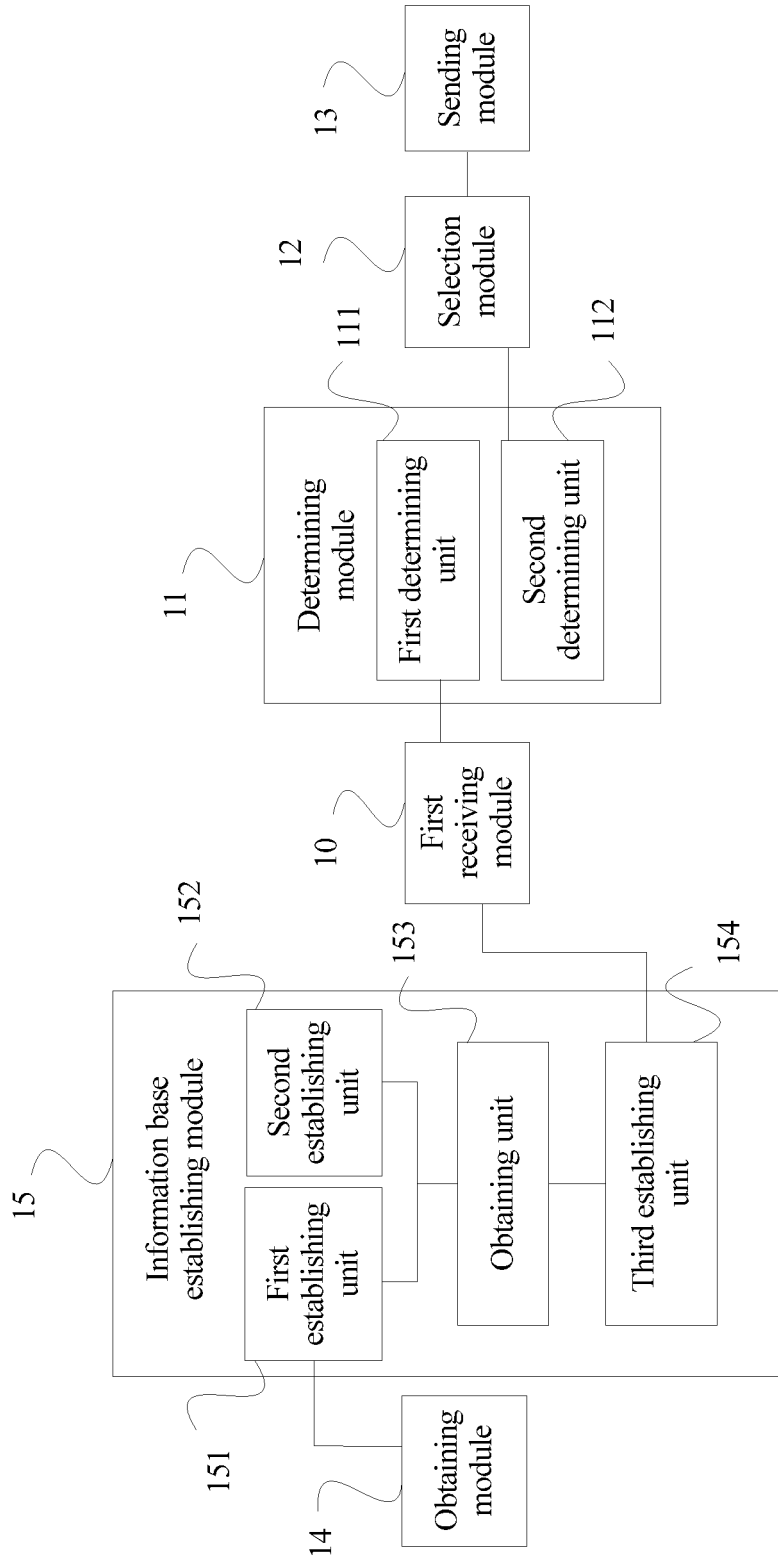 15
Information base
establishing module
151
First
establishing
unit
152
Second
establishing
unit
153
Obtaining unit
154
Third establishing
unit
14
Obtaining
module
10
First
receiving
module
11
Determining
module
111
First determining
unit
112
Second
determining unit
12
Selection
module
13
Sending
module